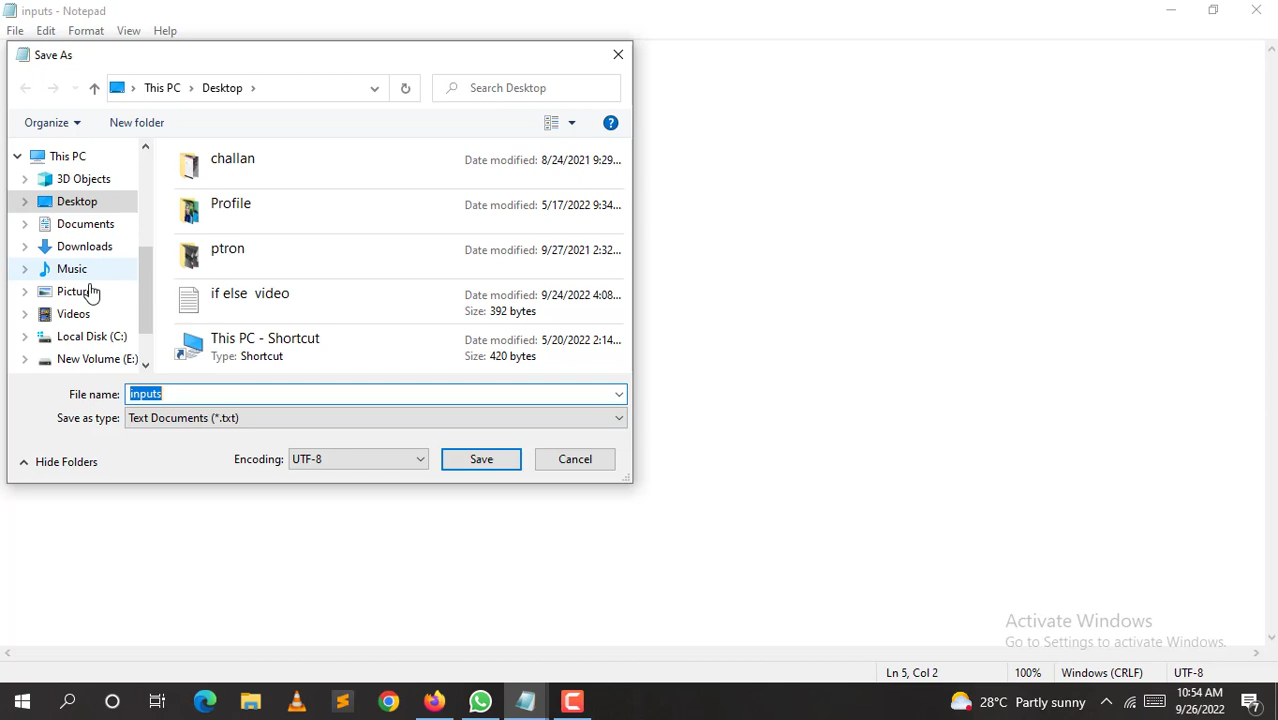 inputs - Notepad
File Edit Format View Help
Save As
This PC Desktop
Search Desktop
Organize New folder
This PC
3D Objects
Desktop
Documents
Downloads
Music
Videos
Local Disk (C:)
New Volume (E:)
challan Date modified: 8/24/2021 9:29...
Profile Date modified: 5/17/2022 9:34...
ptron Date modified: 9/27/2021 2:32...
if else video Date modified: 9/24/2022 4:08...
Size: 392 bytes
This PC - Shortcut Date modified: 5/20/2022 2:14...
Type: Shortcut Size: 420 bytes
File name: inputs
Save as type: Text Documents (*.txt)
Hide Folders Encoding: UTF-8 Save Cancel
Activate Windows
Go to Settings to activate Windows.
Ln 5, Col 2 100% Windows (CRLF) UTF-8
28°C Partly sunny
10:54 AM
9/26/2022
7